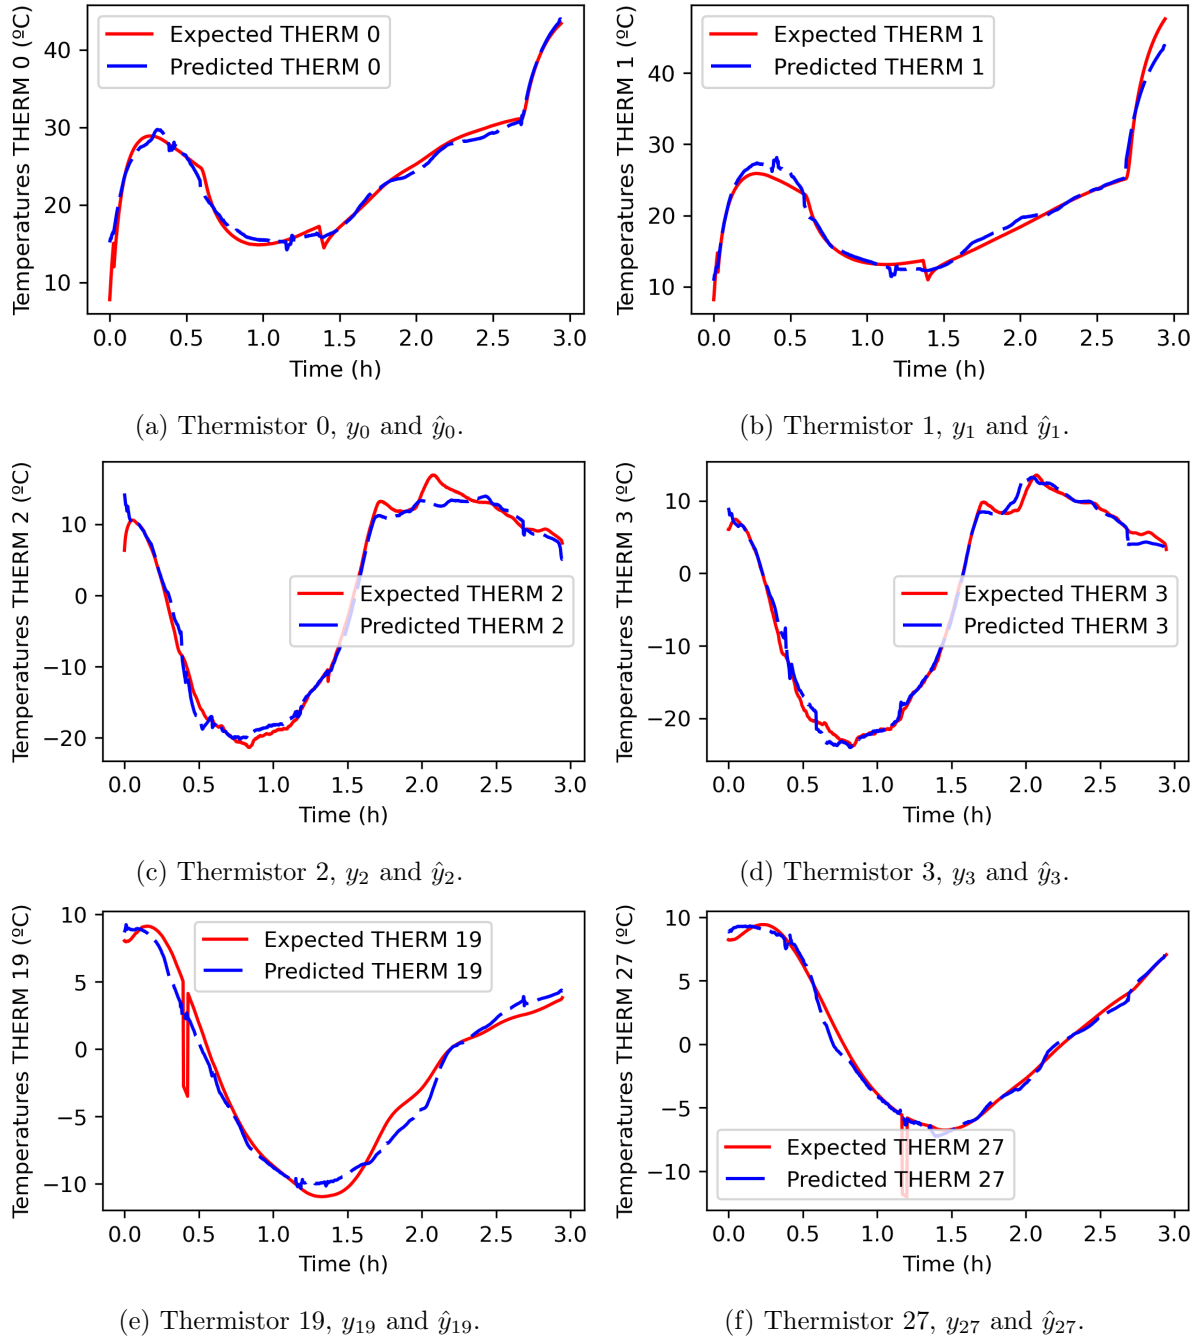 Temperatures THERM 0 (ºC)
40
30
20
10
Expected THERM 0
Predicted THERM 0
0.0 0.5 1.0 1.5 2.0 2.5 3.0
Time (h)
(a) Thermistor 0, y₀ and ŷ₀.
Temperatures THERM 1 (ºC)
40
30
20
10
Expected THERM 1
Predicted THERM 1
0.0 0.5 1.0 1.5 2.0 2.5 3.0
Time (h)
(b) Thermistor 1, y₁ and ŷ₁.
Temperatures THERM 2 (ºC)
10
0
−10
−20
Expected THERM 2
Predicted THERM 2
0.0 0.5 1.0 1.5 2.0 2.5 3.0
Time (h)
(c) Thermistor 2, y₂ and ŷ₂.
Temperatures THERM 3 (ºC)
10
0
−10
−20
Expected THERM 3
Predicted THERM 3
0.0 0.5 1.0 1.5 2.0 2.5 3.0
Time (h)
(d) Thermistor 3, y₃ and ŷ₃.
Temperatures THERM 19 (ºC)
10
5
0
−5
−10
Expected THERM 19
Predicted THERM 19
0.0 0.5 1.0 1.5 2.0 2.5 3.0
Time (h)
(e) Thermistor 19, y₁₉ and ŷ₁₉.
Temperatures THERM 27 (ºC)
10
5
0
−5
−10
Expected THERM 27
Predicted THERM 27
0.0 0.5 1.0 1.5 2.0 2.5 3.0
Time (h)
(f) Thermistor 27, y₂₇ and ŷ₂₇.